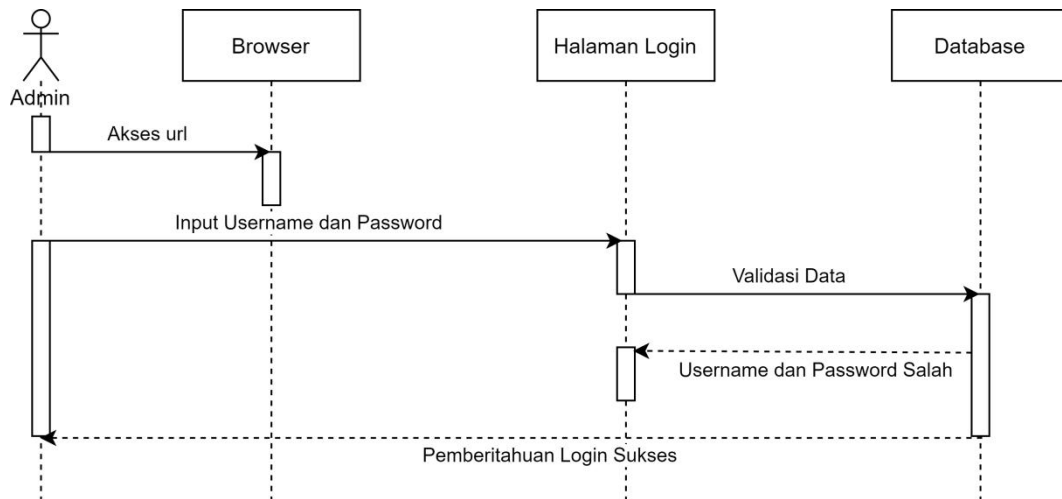 Browser
Halaman Login
Database
Admin
Akses url
Input Username dan Password
Validasi Data
Username dan Password Salah
Pemberitahuan Login Sukses